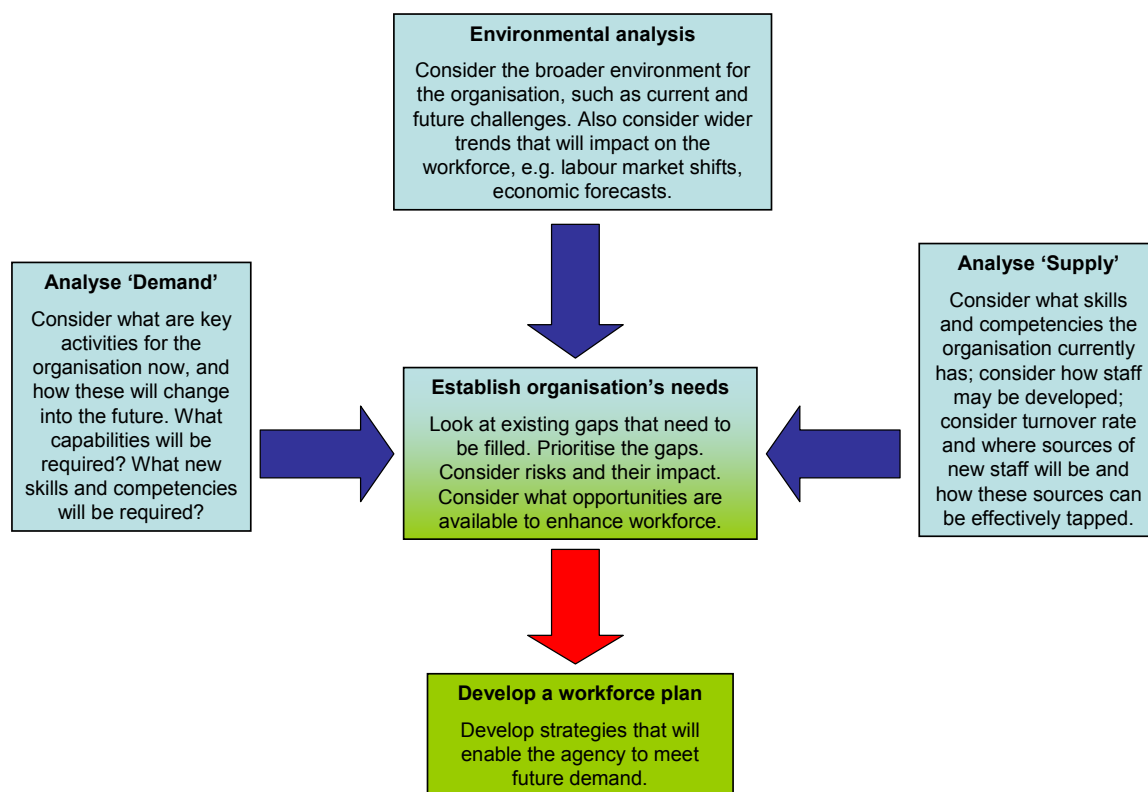 Environmental analysis
Consider the broader environment for
the organisation, such as current and
future challenges. Also consider wider
trends that will impact on the
workforce, e.g. labour market shifts,
economic forecasts.
Analyse ‘Demand’
Consider what are key
activities for the
organisation now, and
how these will change
into the future. What
capabilities will be
required? What new
skills and competencies
will be required?
Establish organisation’s needs
Look at existing gaps that need to
be filled. Prioritise the gaps.
Consider risks and their impact.
Consider what opportunities are
available to enhance workforce.
Analyse ‘Supply’
Consider what skills
and competencies the
organisation currently
has; consider how staff
may be developed;
consider turnover rate
and where sources of
new staff will be and
how these sources can
be effectively tapped.
Develop a workforce plan
Develop strategies that will
enable the agency to meet
future demand.